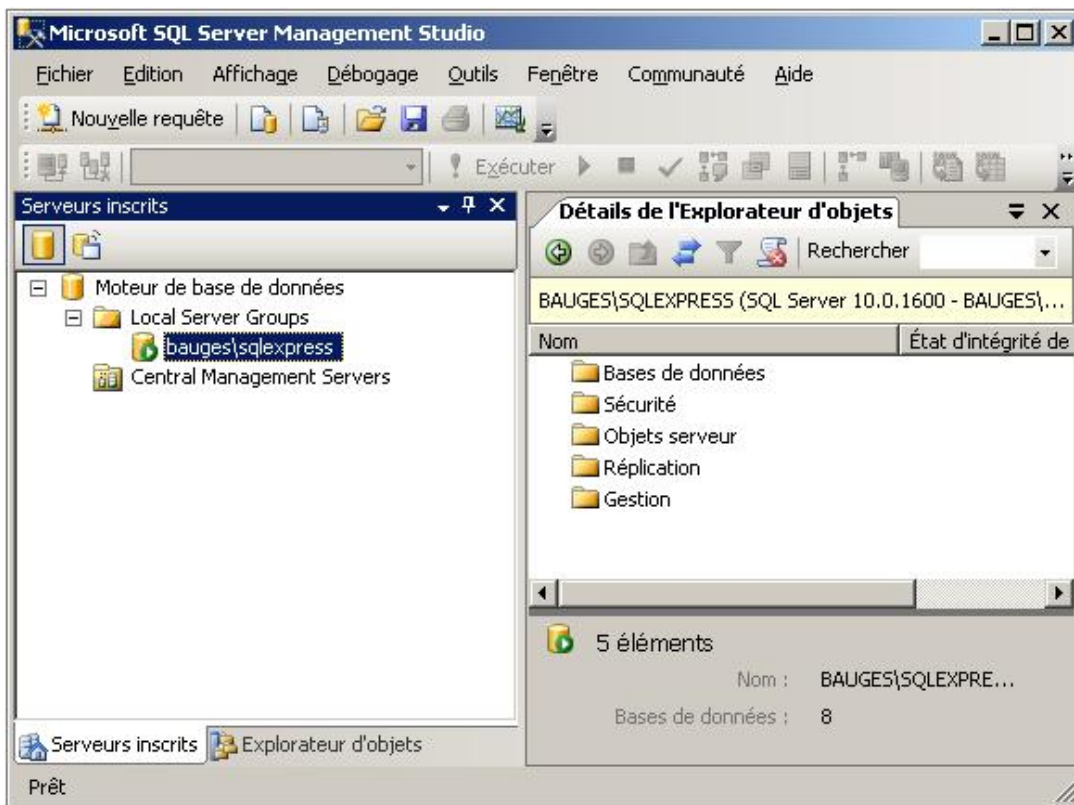 Microsoft SQL Server Management Studio
Fichier Edition Affichage Débogage Outils Fenêtre Communauté Aide
Nouvelle requête
Exécuter
Serveurs inscrits
Moteur de base de données
Local Server Groups
bauges\sqlexpress
Central Management Servers
Serveurs inscrits Explorateur d'objets
Détails de l'Explorateur d'objets
Rechercher
BAUGES\SQLEXPRESS (SQL Server 10.0.1600 - BAUGES\...
Nom État d'intégrité de
Bases de données
Sécurité
Objets serveur
Réplication
Gestion
5 éléments
Nom : BAUGES\SQLEXPRE...
Bases de données : 8
Prêt